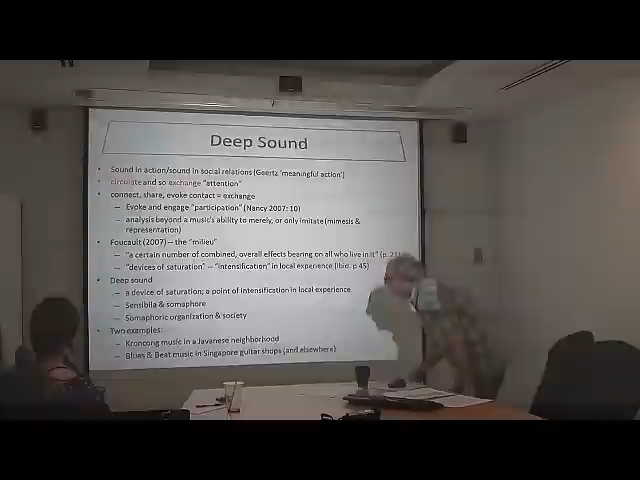 Deep Sound
• Sound in action/sound in social relations (Geertz 'meaningful action')
• circulate and so exchange "attention"
• connect, share, evoke contact = exchange
– Evoke and engage "participation" (Nancy 2007: 10)
– analysis beyond a music's ability to merely, or only imitate (mimesis &
representation)
• Foucault (2007) -- the "milieu"
– "a certain number of combined, overall effects bearing on all who live in it" (p.21)
– "devices of saturation" -- "intensification" in local experience (ibid. p 45)
• Deep sound
– a device of saturation; a point of intensification in local experience
– Sensibila & somaphore
– Somaphoric organization & society
• Two examples:
– Kroncong music in a Javanese neighborhood
– Blues & Beat music in Singapore guitar shops (and elsewhere)